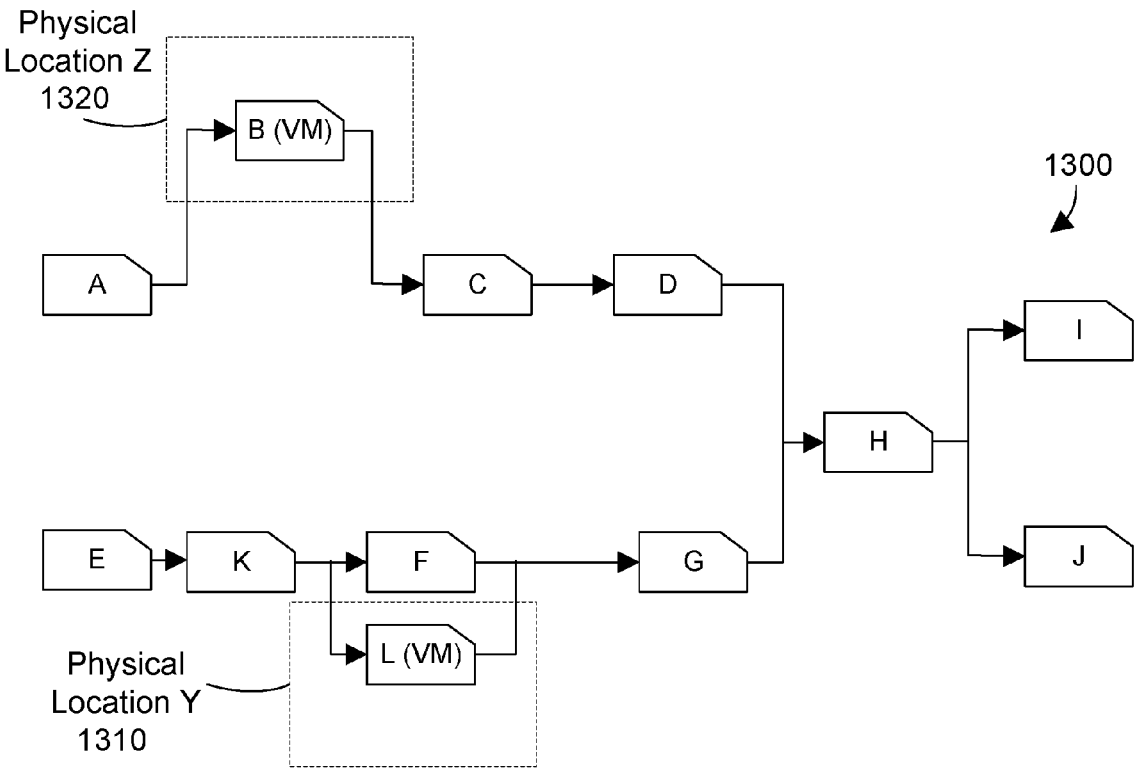 Physical
Location Z
1320
B (VM)
1300
A
C
D
I
H
E
K
F
G
J
L (VM)
Physical
Location Y
1310